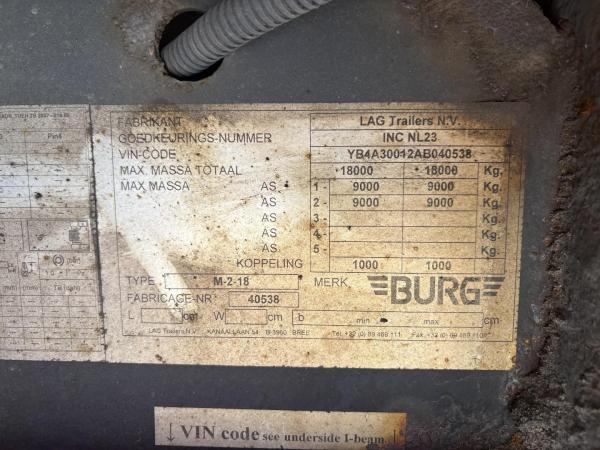 FABRIKANT LAG Trailers N.V.
GOEDKEURINGS-NUMMER INC NL23
VIN-CODE YB4A30012AB040538
MAX. MASSA TOTAAL 18000 18000 Kg.
MAX MASSA AS 1- 9000 9000 Kg.
AS 2- 9000 9000 Kg.
AS 3- Kg.
AS 4- Kg.
AS 5- Kg.
KOPPELING 1000 1000
TYPE M-2-18 MERK BURG
FABRICAGE-NR 40538
L cm W cm b min max cm
LAG Trailers N.V. KANAALLAAN 54 B-3960 BREE
↓ VIN code see underside I-beam ↓